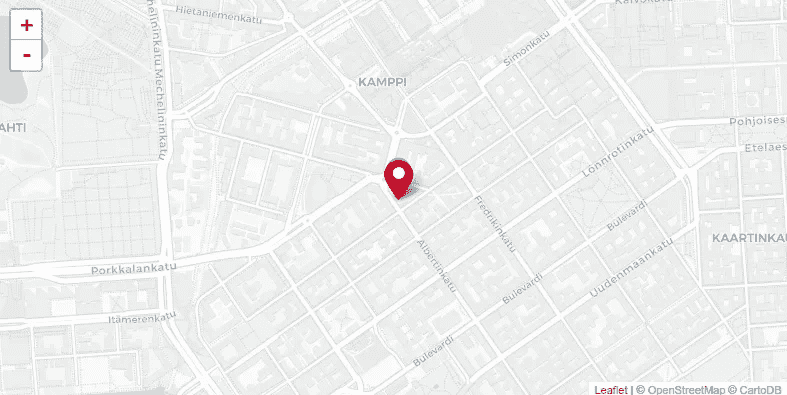 Kalevankatu
Hietaniemenkatu
+
-
Simonkatu
Mechelininkatu
Mechelininkatu
KAMPPI
AHTI
Pohjoises
Lönnrotinkatu
Etelaes
Fredrikinkatu
Bulevardi
KAARTINKAU
Albertinkatu
Uudenmaankatu
Porkkalankatu
Bulevardi
Itämerenkatu
Bulevardi
Leaflet | © OpenStreetMap © CartoDB